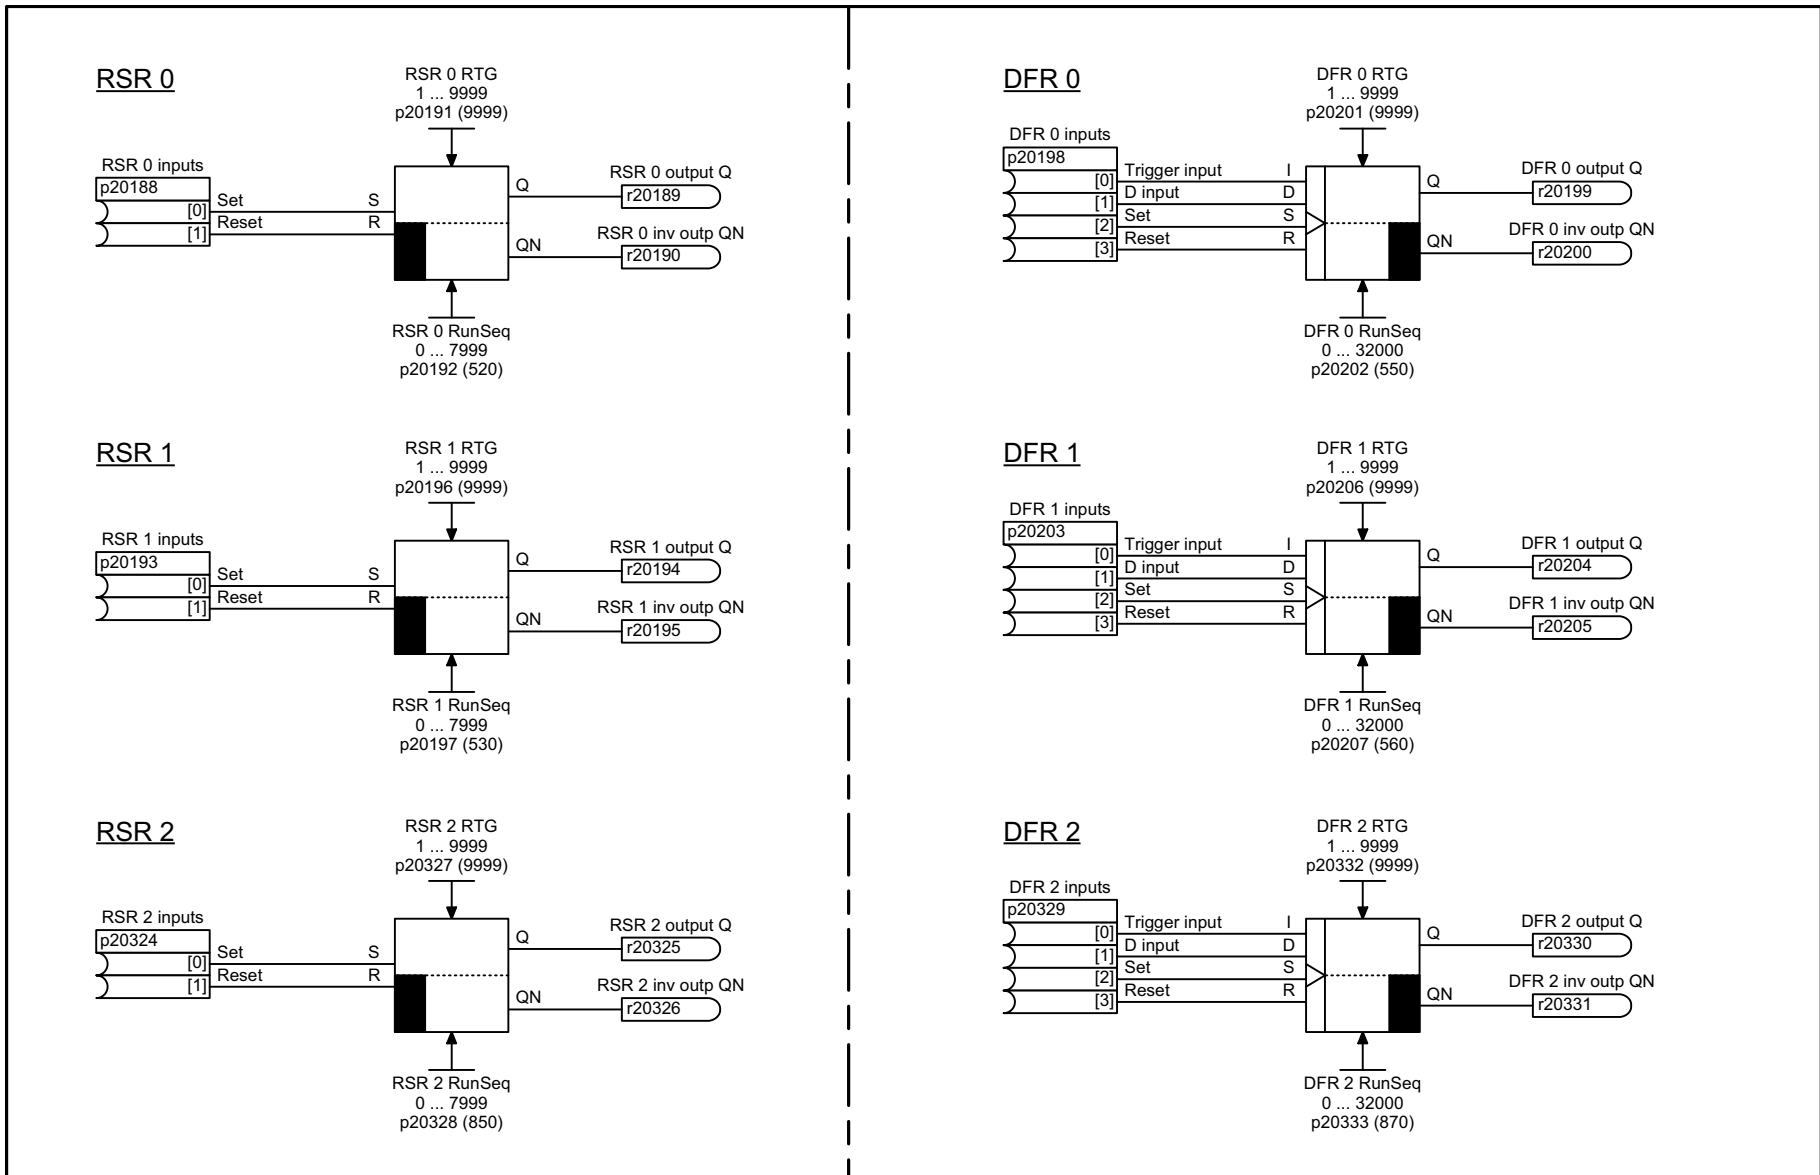 RSR 0
RSR 0 RTG
1 ... 9999
p20191 (9999)
RSR 0 inputs
p20188
[0]
Set
S
[1]
Reset
R
Q
RSR 0 output Q
r20189
QN
RSR 0 inv outp QN
r20190
RSR 0 RunSeq
0 ... 7999
p20192 (520)
RSR 1
RSR 1 RTG
1 ... 9999
p20196 (9999)
RSR 1 inputs
p20193
[0]
Set
S
[1]
Reset
R
Q
RSR 1 output Q
r20194
QN
RSR 1 inv outp QN
r20195
RSR 1 RunSeq
0 ... 7999
p20197 (530)
RSR 2
RSR 2 RTG
1 ... 9999
p20327 (9999)
RSR 2 inputs
p20324
[0]
Set
S
[1]
Reset
R
Q
RSR 2 output Q
r20325
QN
RSR 2 inv outp QN
r20326
RSR 2 RunSeq
0 ... 7999
p20328 (850)
DFR 0
DFR 0 RTG
1 ... 9999
p20201 (9999)
DFR 0 inputs
p20198
[0]
Trigger input
I
[1]
D input
D
[2]
Set
S
[3]
Reset
R
Q
DFR 0 output Q
r20199
QN
DFR 0 inv outp QN
r20200
DFR 0 RunSeq
0 ... 32000
p20202 (550)
DFR 1
DFR 1 RTG
1 ... 9999
p20206 (9999)
DFR 1 inputs
p20203
[0]
Trigger input
I
[1]
D input
D
[2]
Set
S
[3]
Reset
R
Q
DFR 1 output Q
r20204
QN
DFR 1 inv outp QN
r20205
DFR 1 RunSeq
0 ... 32000
p20207 (560)
DFR 2
DFR 2 RTG
1 ... 9999
p20332 (9999)
DFR 2 inputs
p20329
[0]
Trigger input
I
[1]
D input
D
[2]
Set
S
[3]
Reset
R
Q
DFR 2 output Q
r20330
QN
DFR 2 inv outp QN
r20331
DFR 2 RunSeq
0 ... 32000
p20333 (870)